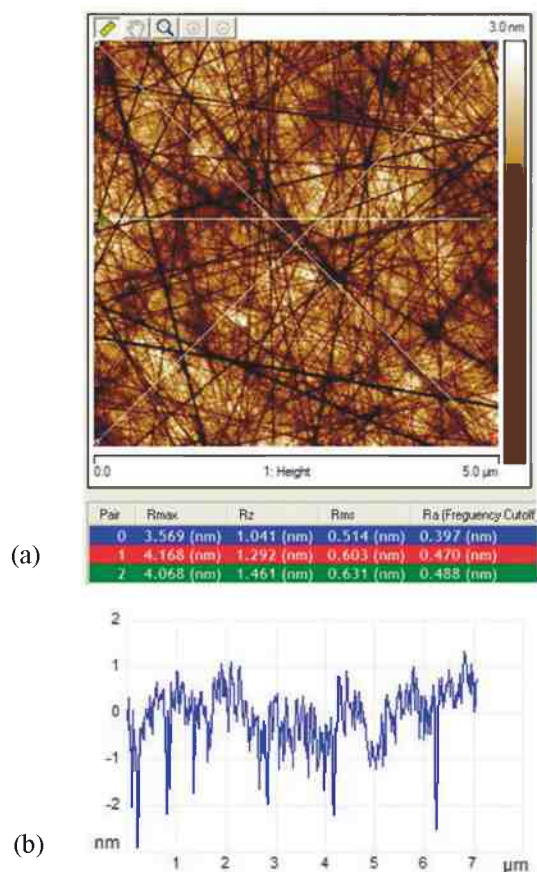 3.0 nm
0.0 1: Height 5.0 µm
Pair Rmax Rz Rms Ra (Freguency Cutoff)
0 3.569 (nm) 1.041 (nm) 0.514 (nm) 0.397 (nm)
1 4.168 (nm) 1.292 (nm) 0.603 (nm) 0.470 (nm)
2 4.068 (nm) 1.461 (nm) 0.631 (nm) 0.488 (nm)
(a)
2
1
0
-1
-2
nm
1 2 3 4 5 6 7 µm
(b)